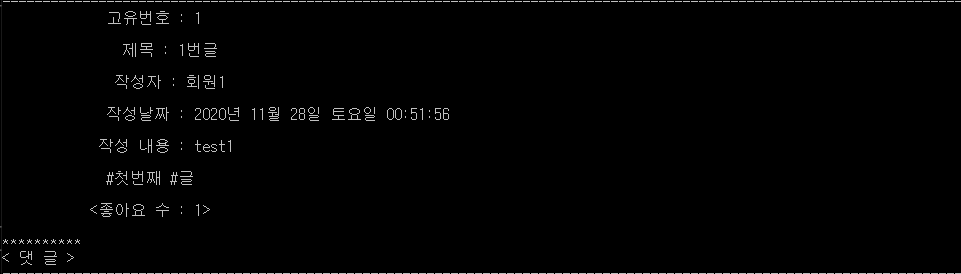 고유번호 : 1
제목 : 1번글
작성자 : 회원1
작성날짜 : 2020년 11월 28일 토요일 00:51:56
작성 내용 : test1
#첫번째 #글
<좋아요 수 : 1>
**********
< 댓 글 >